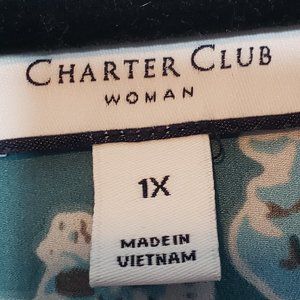 CHARTER CLUB
WOMAN
1X
MADE IN
VIETNAM